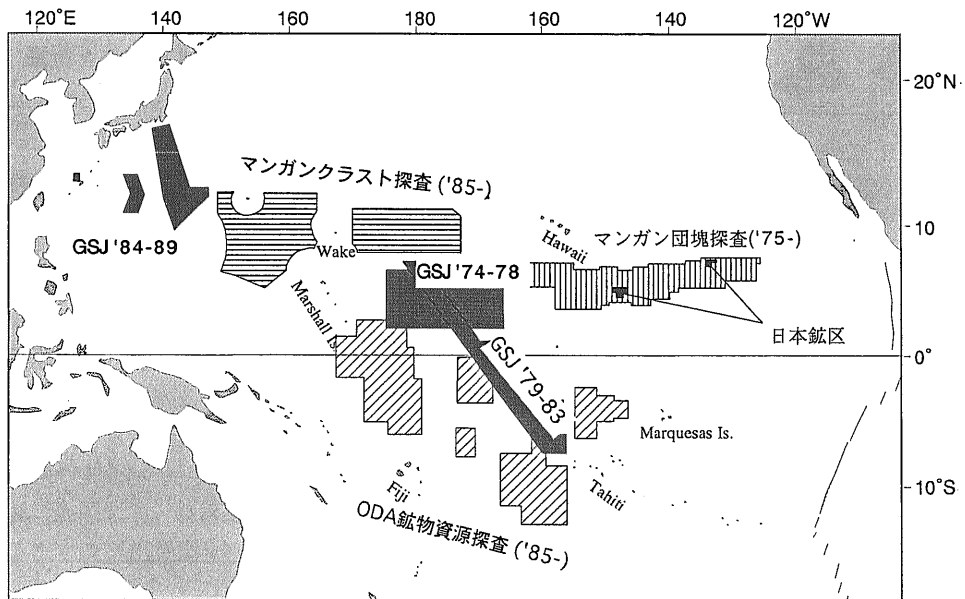 120°E 140 160 180 160 140 120°W
20°N
マンガンクラスト探査('85-)
10
Hawaii
マンガン団塊探査('75-)
GSJ '84-89
Wake
GSJ '74-78
Marshall Is.
日本鉱区
0°
GSJ '79-83
Marquesas Is.
Fiji
Tahiti
10°S
ODA鉱物資源探査('85-)